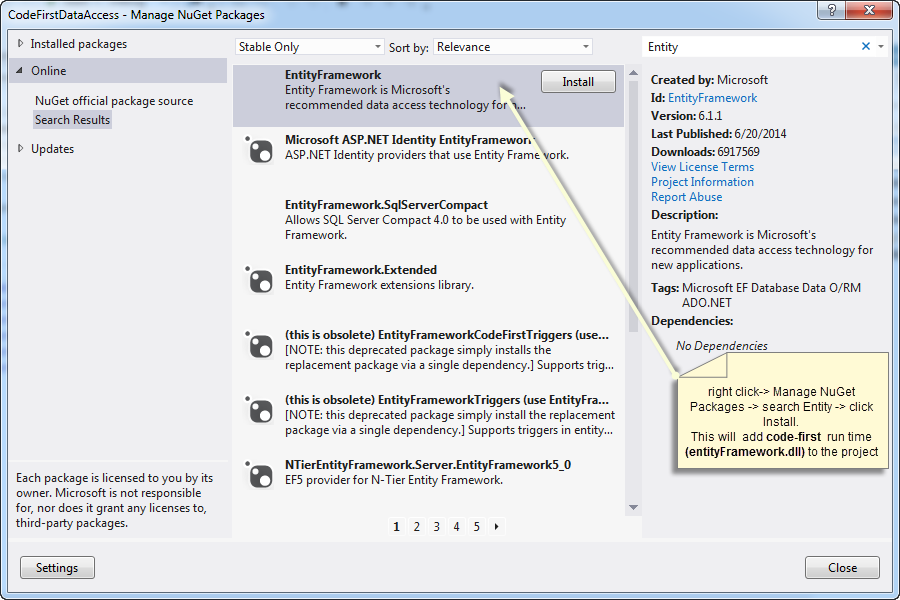 CodeFirstDataAccess - Manage NuGet Packages
Installed packages
Online
NuGet official package source
Search Results
Updates
Each package is licensed to you by its
owner. Microsoft is not responsible
for, nor does it grant any licenses to,
third-party packages.
Stable Only
Sort by:
Relevance
EntityFramework
Entity Framework is Microsoft's
recommended data access technology for n...
Install
Microsoft ASP.NET Identity EntityFramework
ASP.NET Identity providers that use Entity Framework.
EntityFramework.SqlServerCompact
Allows SQL Server Compact 4.0 to be used with Entity
Framework.
EntityFramework.Extended
Entity Framework extensions library.
(this is obsolete) EntityFrameworkCodeFirstTriggers (use...
[NOTE: this deprecated package simply installs the
replacement package via a single dependency.] Supports trig...
(this is obsolete) EntityFrameworkTriggers (use EntityFra...
[NOTE: this deprecated package simply install the replacement
package via a single dependency.] Supports triggers in entity...
NTierEntityFramework.Server.EntityFramework5_0
EF5 provider for N-Tier Entity Framework.
1 2 3 4 5
Entity
Created by: Microsoft
Id: EntityFramework
Version: 6.1.1
Last Published: 6/20/2014
Downloads: 6917569
View License Terms
Project Information
Report Abuse
Description:
Entity Framework is Microsoft's
recommended data access technology for
new applications.
Tags: Microsoft EF Database Data O/RM
ADO.NET
Dependencies:
No Dependencies
right click-> Manage NuGet
Packages -> search Entity -> click
Install.
This will add code-first run time
(entityFramework.dll) to the project
Settings
Close